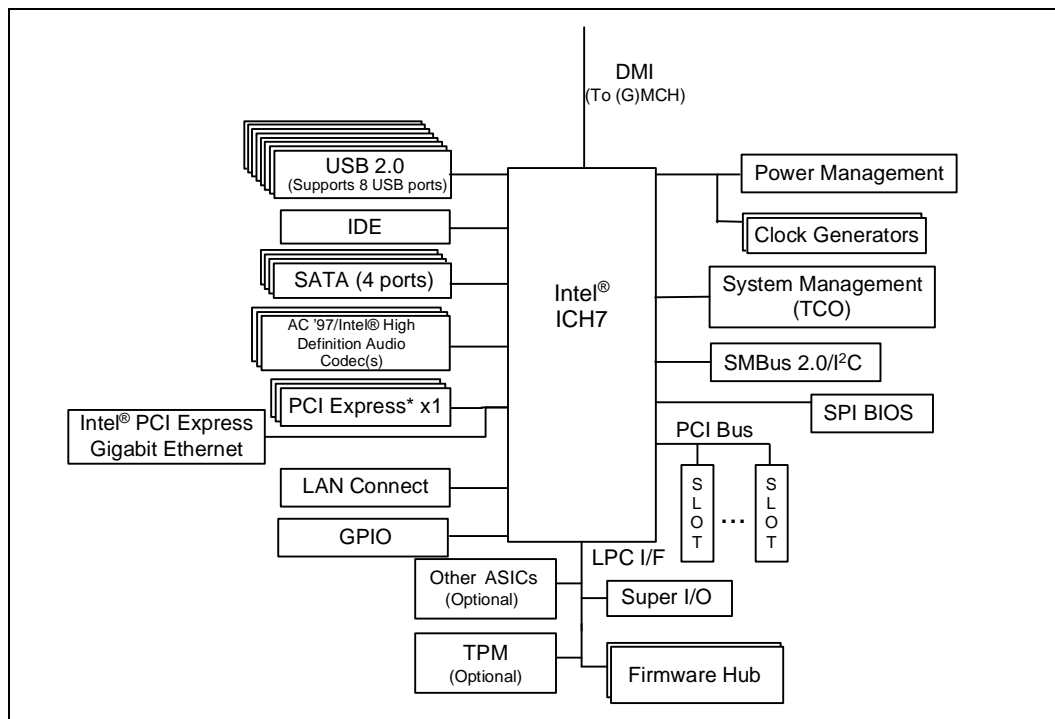 DMI
(To (G)MCH)
USB 2.0
(Supports 8 USB ports)
IDE
SATA (4 ports)
AC '97/Intel® High
Definition Audio
Codec(s)
PCI Express* x1
Intel® PCI Express
Gigabit Ethernet
LAN Connect
GPIO
Intel®
ICH7
Power Management
Clock Generators
System Management
(TCO)
SMBus 2.0/I²C
SPI BIOS
PCI Bus
SLOT
...
SLOT
LPC I/F
Other ASICs
(Optional)
Super I/O
TPM
(Optional)
Firmware Hub